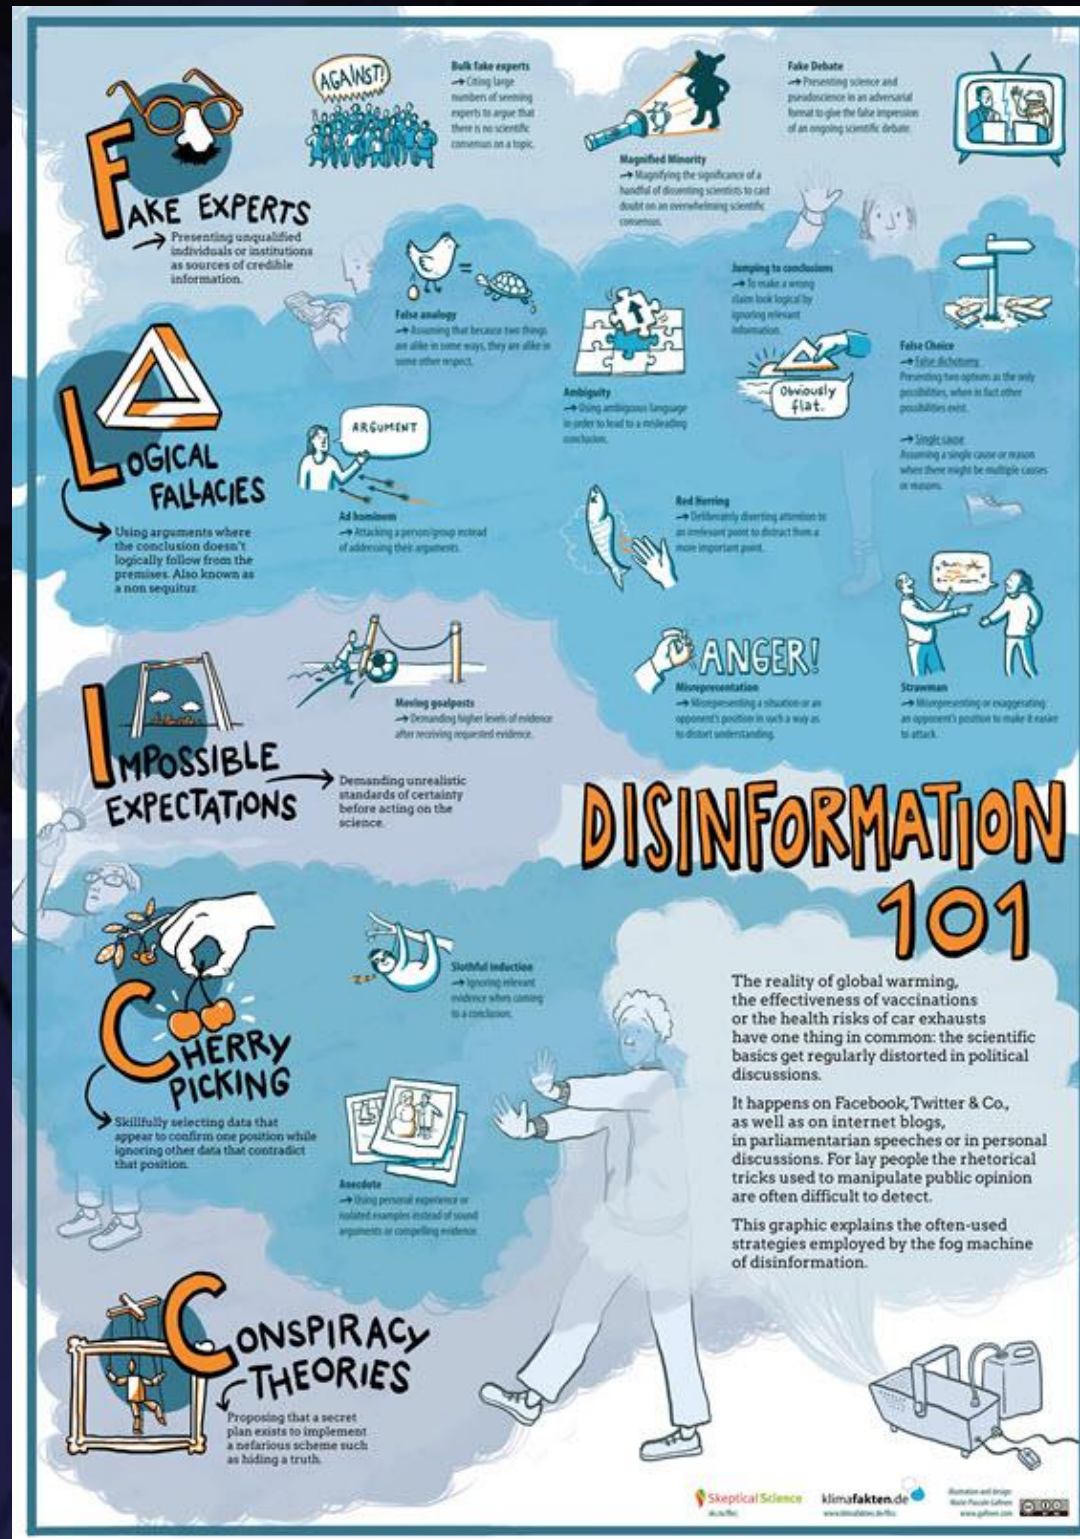 FAKE EXPERTS
→ Presenting unqualified
individuals or institutions
as sources of credible
information.
AGAINST!
Bulk fake experts
→ Citing large
numbers of seeming
experts to argue that
there is no scientific
consensus on a topic.
Magnified Minority
→ Magnifying the significance of a
handful of dissenting scientists to cast
doubt on an overwhelming scientific
consensus.
Fake Debate
→ Presenting science and
pseudoscience in an adversarial
format to give the false impression
of an ongoing scientific debate.
LOGICAL
FALLACIES
Using arguments where
the conclusion doesn't
logically follow from the
premises. Also known as
a non sequitur.
=
False analogy
→ Assuming that because two things
are alike in some ways, they are alike in
some other respect.
ARGUMENT
Ad hominem
→ Attacking a person/group instead
of addressing their arguments.
Ambiguity
→ Using ambiguous language
in order to lead to a misleading
conclusion.
Jumping to conclusions
→ To make a wrong
claim look logical by
ignoring relevant
information.
Obviously
flat.
False Choice
→ False dichotomy
Presenting two options as the only
possibilities, when in fact other
possibilities exist.
→ Single cause
Assuming a single cause or reason
when there might be multiple causes
or reasons.
Red Herring
→ Deliberately diverting attention to
an irrelevant point to distract from a
more important point.
ANGER!
Misrepresentation
→ Misrepresenting a situation or an
opponent's position in such a way as
to distort understanding.
Strawman
→ Misrepresenting or exaggerating
an opponent's position to make it easier
to attack.
IMPOSSIBLE
EXPECTATIONS
Demanding unrealistic
standards of certainty
before acting on the
science.
Moving goalposts
→ Demanding higher levels of evidence
after receiving requested evidence.
CHERRY
PICKING
Skillfully selecting data that
appear to confirm one position while
ignoring other data that contradict
that position.
zzz
Slothful induction
→ Ignoring relevant
evidence when coming
to a conclusion.
Anecdote
→ Using personal experience or
isolated examples instead of sound
arguments or compelling evidence.
CONSPIRACY
THEORIES
Proposing that a secret
plan exists to implement
a nefarious scheme such
as hiding a truth.
DISINFORMATION
101
The reality of global warming,
the effectiveness of vaccinations
or the health risks of car exhausts
have one thing in common: the scientific
basics get regularly distorted in political
discussions.
It happens on Facebook, Twitter & Co.,
as well as on internet blogs,
in parliamentarian speeches or in personal
discussions. For lay people the rhetorical
tricks used to manipulate public opinion
are often difficult to detect.
This graphic explains the often-used
strategies employed by the fog machine
of disinformation.
Skeptical Science
klimafakten.de
Illustration and design: